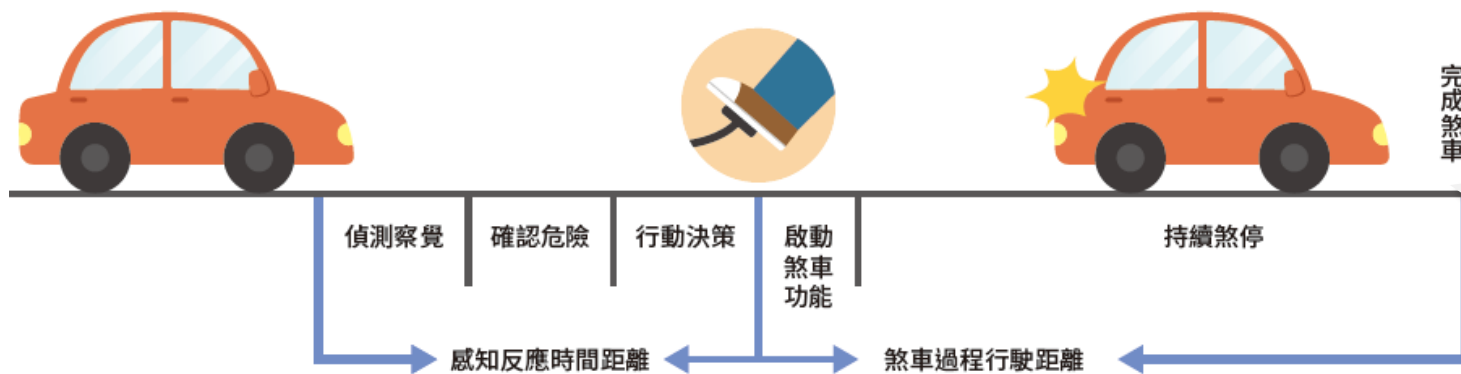 完成煞車
偵測察覺
確認危險
行動決策
啟動
煞車
功能
持續煞停
感知反應時間距離
煞車過程行駛距離